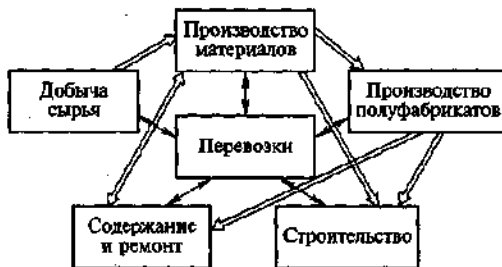 Производство
материалов
Добыча
сырья
Производство
полуфабрикатов
Перевозки
Содержание
и ремонт
Строительство